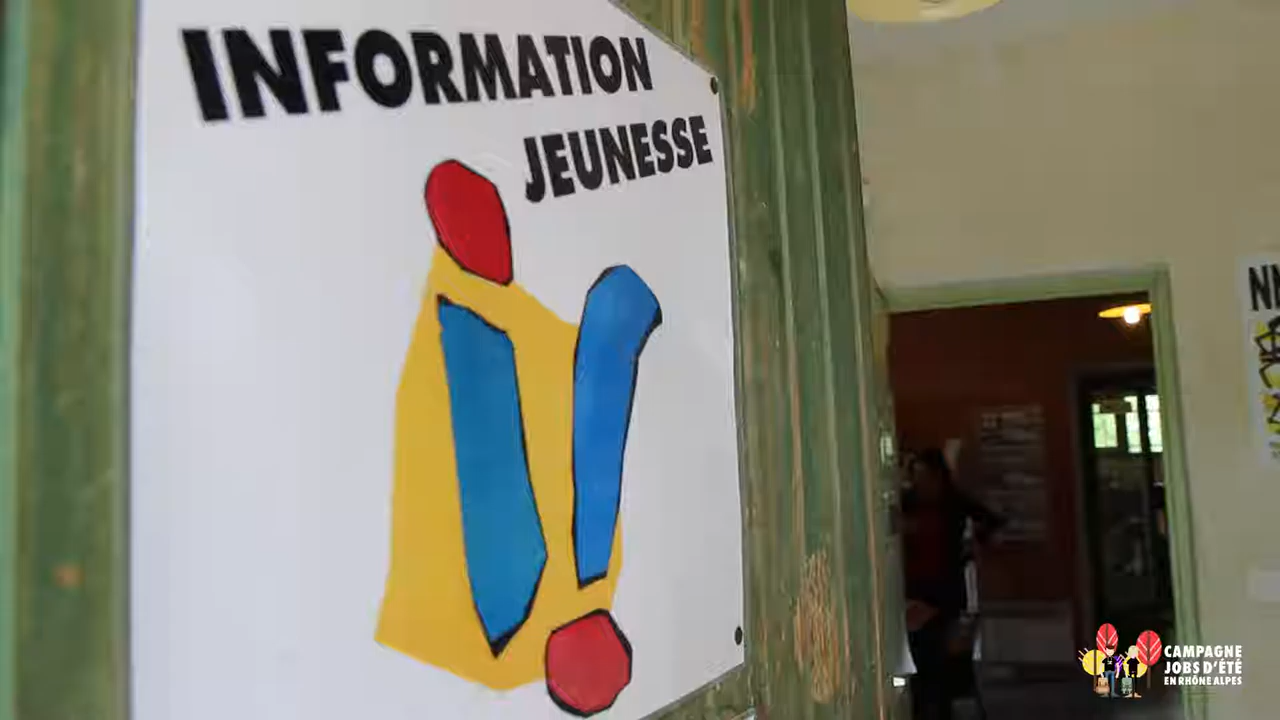 INFORMATION
JEUNESSE
CAMPAGNE
JOBS D'ÉTÉ
EN RHÔNE ALPES